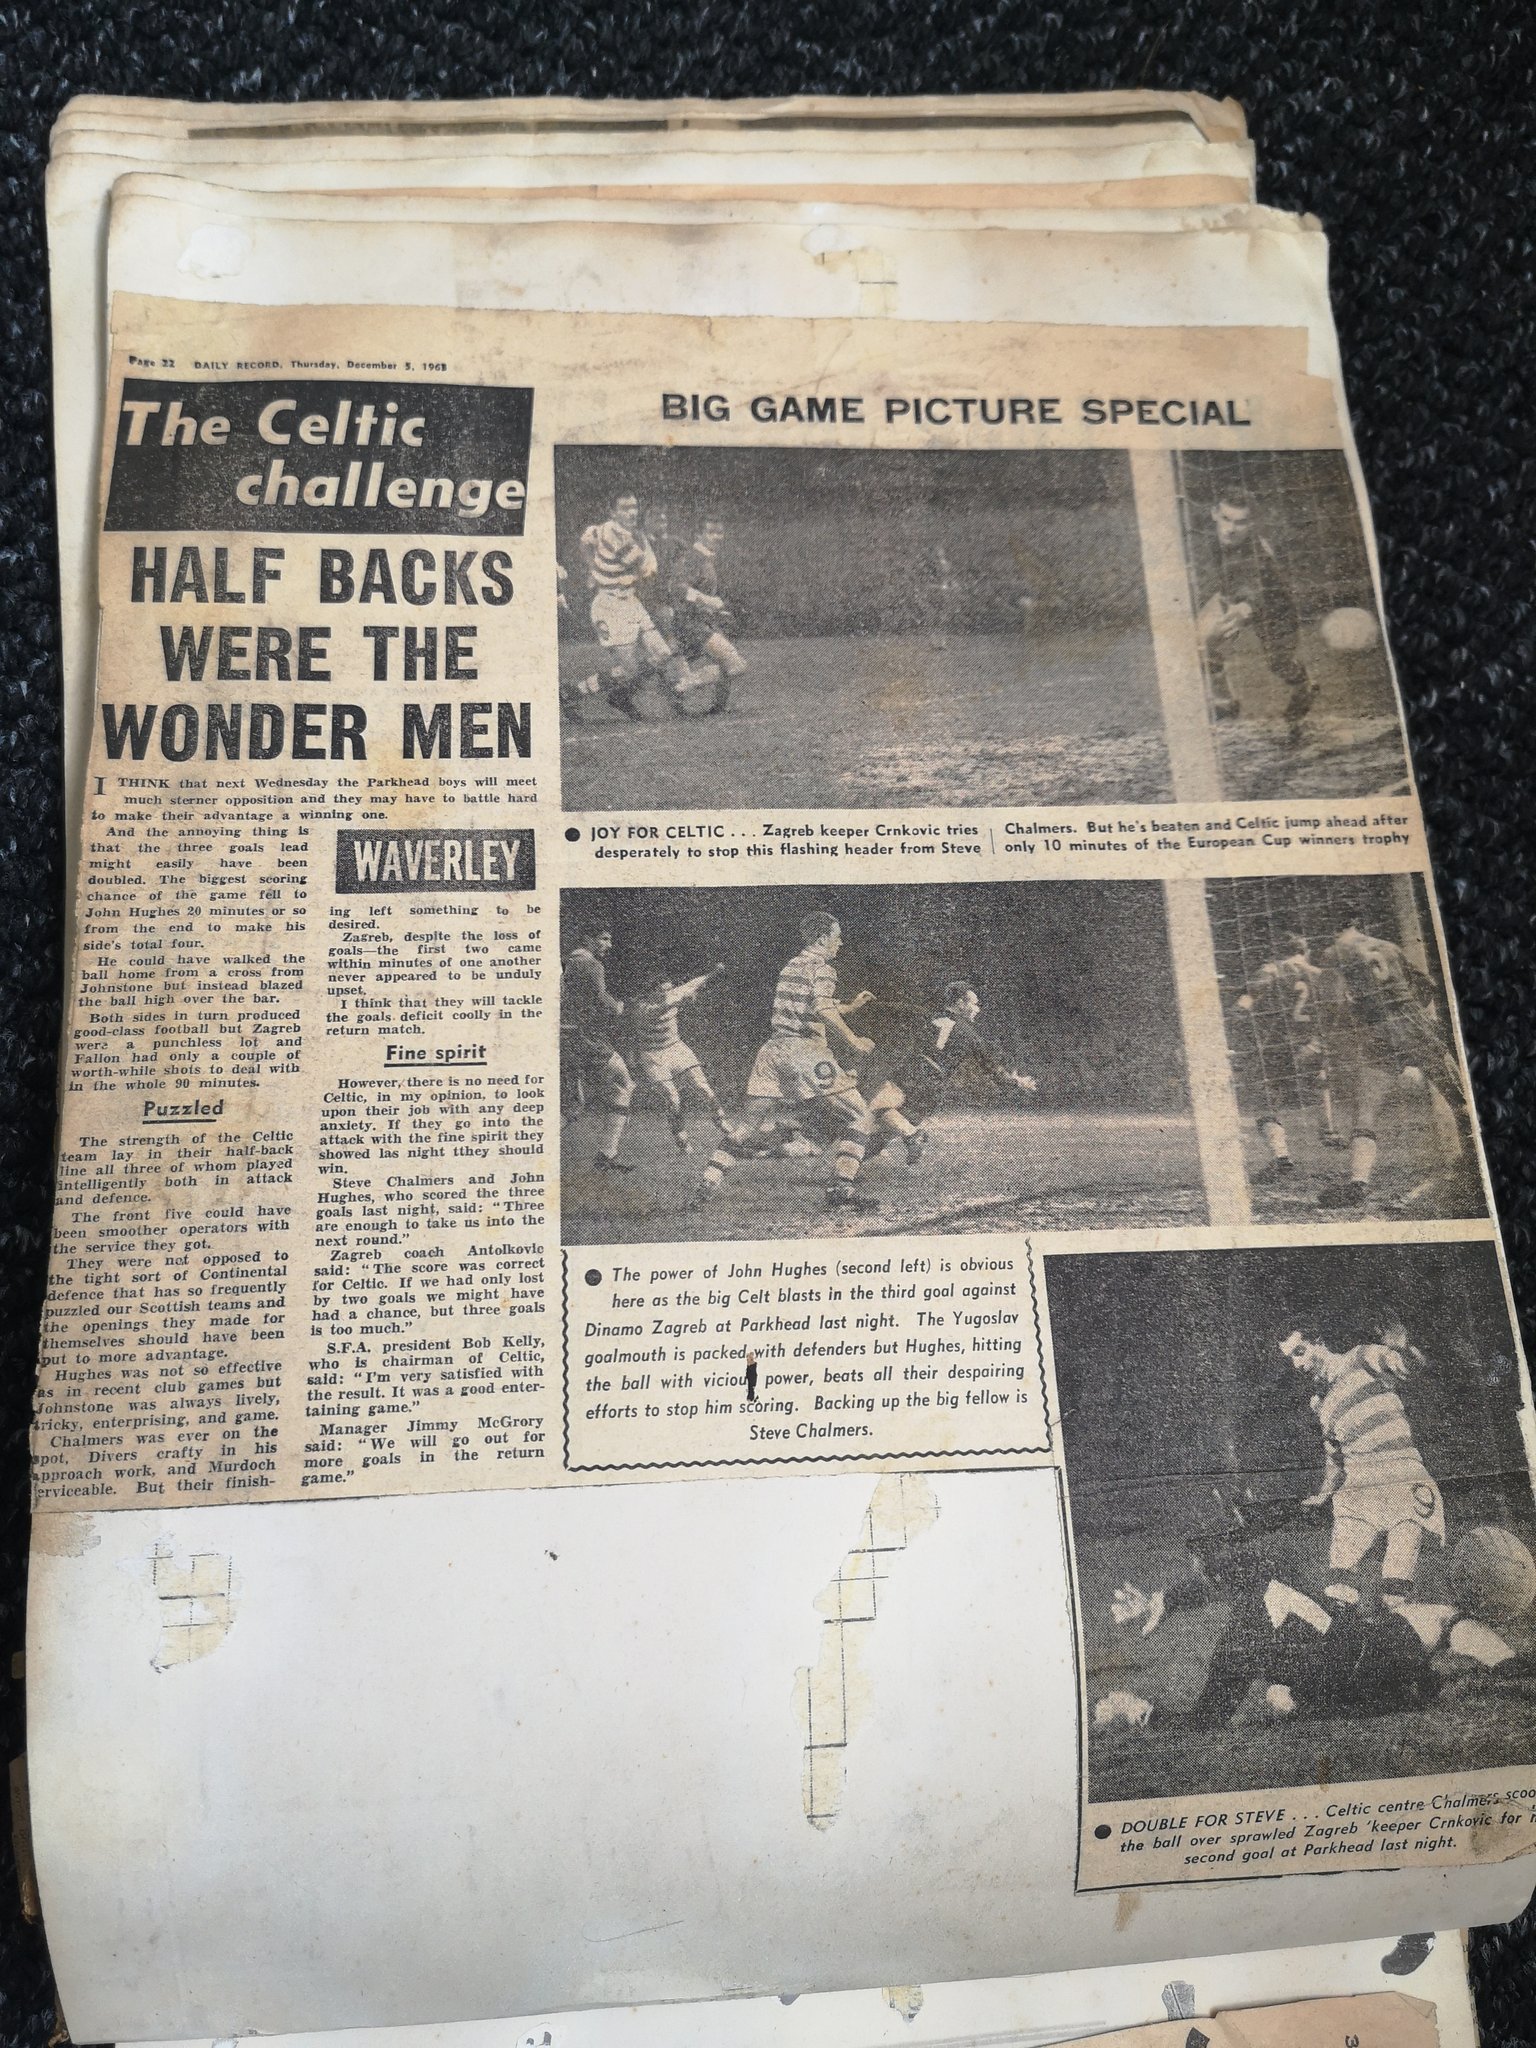 Page 22 DAILY RECORD, Thursday, December 5, 1963
The Celtic
challenge
HALF BACKS
WERE THE
WONDER MEN
I THINK that next Wednesday the Parkhead boys will meet
much sterner opposition and they may have to battle hard
to make their advantage a winning one.
And the annoying thing is
that the three goals lead
might easily have been
doubled. The biggest scoring
chance of the game fell to
John Hughes 20 minutes or so
from the end to make his
side's total four.
He could have walked the
ball home from a cross from
Johnstone but instead blazed
the ball high over the bar.
Both sides in turn produced
good-class football but Zagreb
were a punchless lot and
Fallon had only a couple of
worth-while shots to deal with
in the whole 90 minutes.
Puzzled
The strength of the Celtic
team lay in their half-back
line all three of whom played
intelligently both in attack
and defence.
The front five could have
been smoother operators with
the service they got.
They were not opposed to
the tight sort of Continental
defence that has so frequently
puzzled our Scottish teams and
the openings they made for
themselves should have been
put to more advantage.
Hughes was not so effective
as in recent club games but
Johnstone was always lively,
tricky, enterprising, and game.
Chalmers was ever on the
spot, Divers crafty in his
approach work, and Murdoch
erviceable. But their finish-
WAVERLEY
ing left something to be
desired.
Zagreb, despite the loss of
goals—the first two came
within minutes of one another
never appeared to be unduly
upset.
I think that they will tackle
the goals deficit coolly in the
return match.
Fine spirit
However, there is no need for
Celtic, in my opinion, to look
upon their job with any deep
anxiety. If they go into the
attack with the fine spirit they
showed las night tthey should
win.
Steve Chalmers and John
Hughes, who scored the three
goals last night, said: "Three
are enough to take us into the
next round."
Zagreb coach Antolkovic
said: "The score was correct
for Celtic. If we had only lost
by two goals we might have
had a chance, but three goals
is too much."
S.F.A. president Bob Kelly,
who is chairman of Celtic,
said: "I'm very satisfied with
the result. It was a good enter-
taining game."
Manager Jimmy McGrory
said: "We will go out for
more goals in the return
game."
BIG GAME PICTURE SPECIAL
● JOY FOR CELTIC . . . Zagreb keeper Crnkovic tries
desperately to stop this flashing header from Steve
Chalmers. But he's beaten and Celtic jump ahead after
only 10 minutes of the European Cup winners trophy
9
2
● The power of John Hughes (second left) is obvious
here as the big Celt blasts in the third goal against
Dinamo Zagreb at Parkhead last night. The Yugoslav
goalmouth is packed with defenders but Hughes, hitting
the ball with vicious power, beats all their despairing
efforts to stop him scoring. Backing up the big fellow is
Steve Chalmers.
● DOUBLE FOR STEVE . . . Celtic centre Chalmers scoo
the ball over sprawled Zagreb 'keeper Crnkovic for
second goal at Parkhead last night.
3